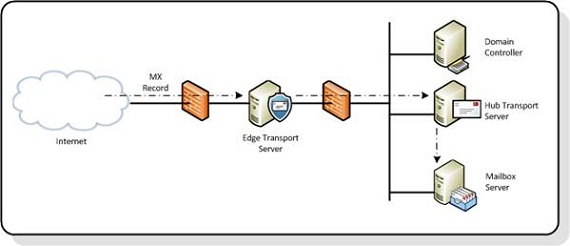 MX
Record
Internet
Edge Transport
Server
Domain
Controller
Hub Transport
Server
Mailbox
Server